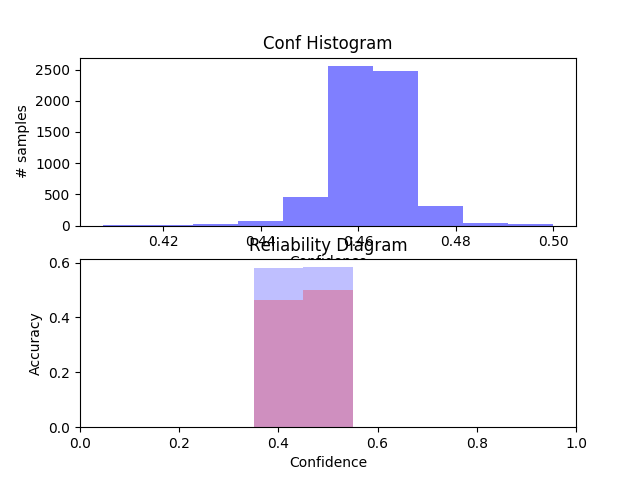 Conf Histogram
2500
2000
1500
1000
500
0
# samples
0.42 0.44 0.46 0.48 0.50
Confidence
Reliability Diagram
0.6
0.4
0.2
0.0
Accuracy
0.0 0.2 0.4 0.6 0.8 1.0
Confidence